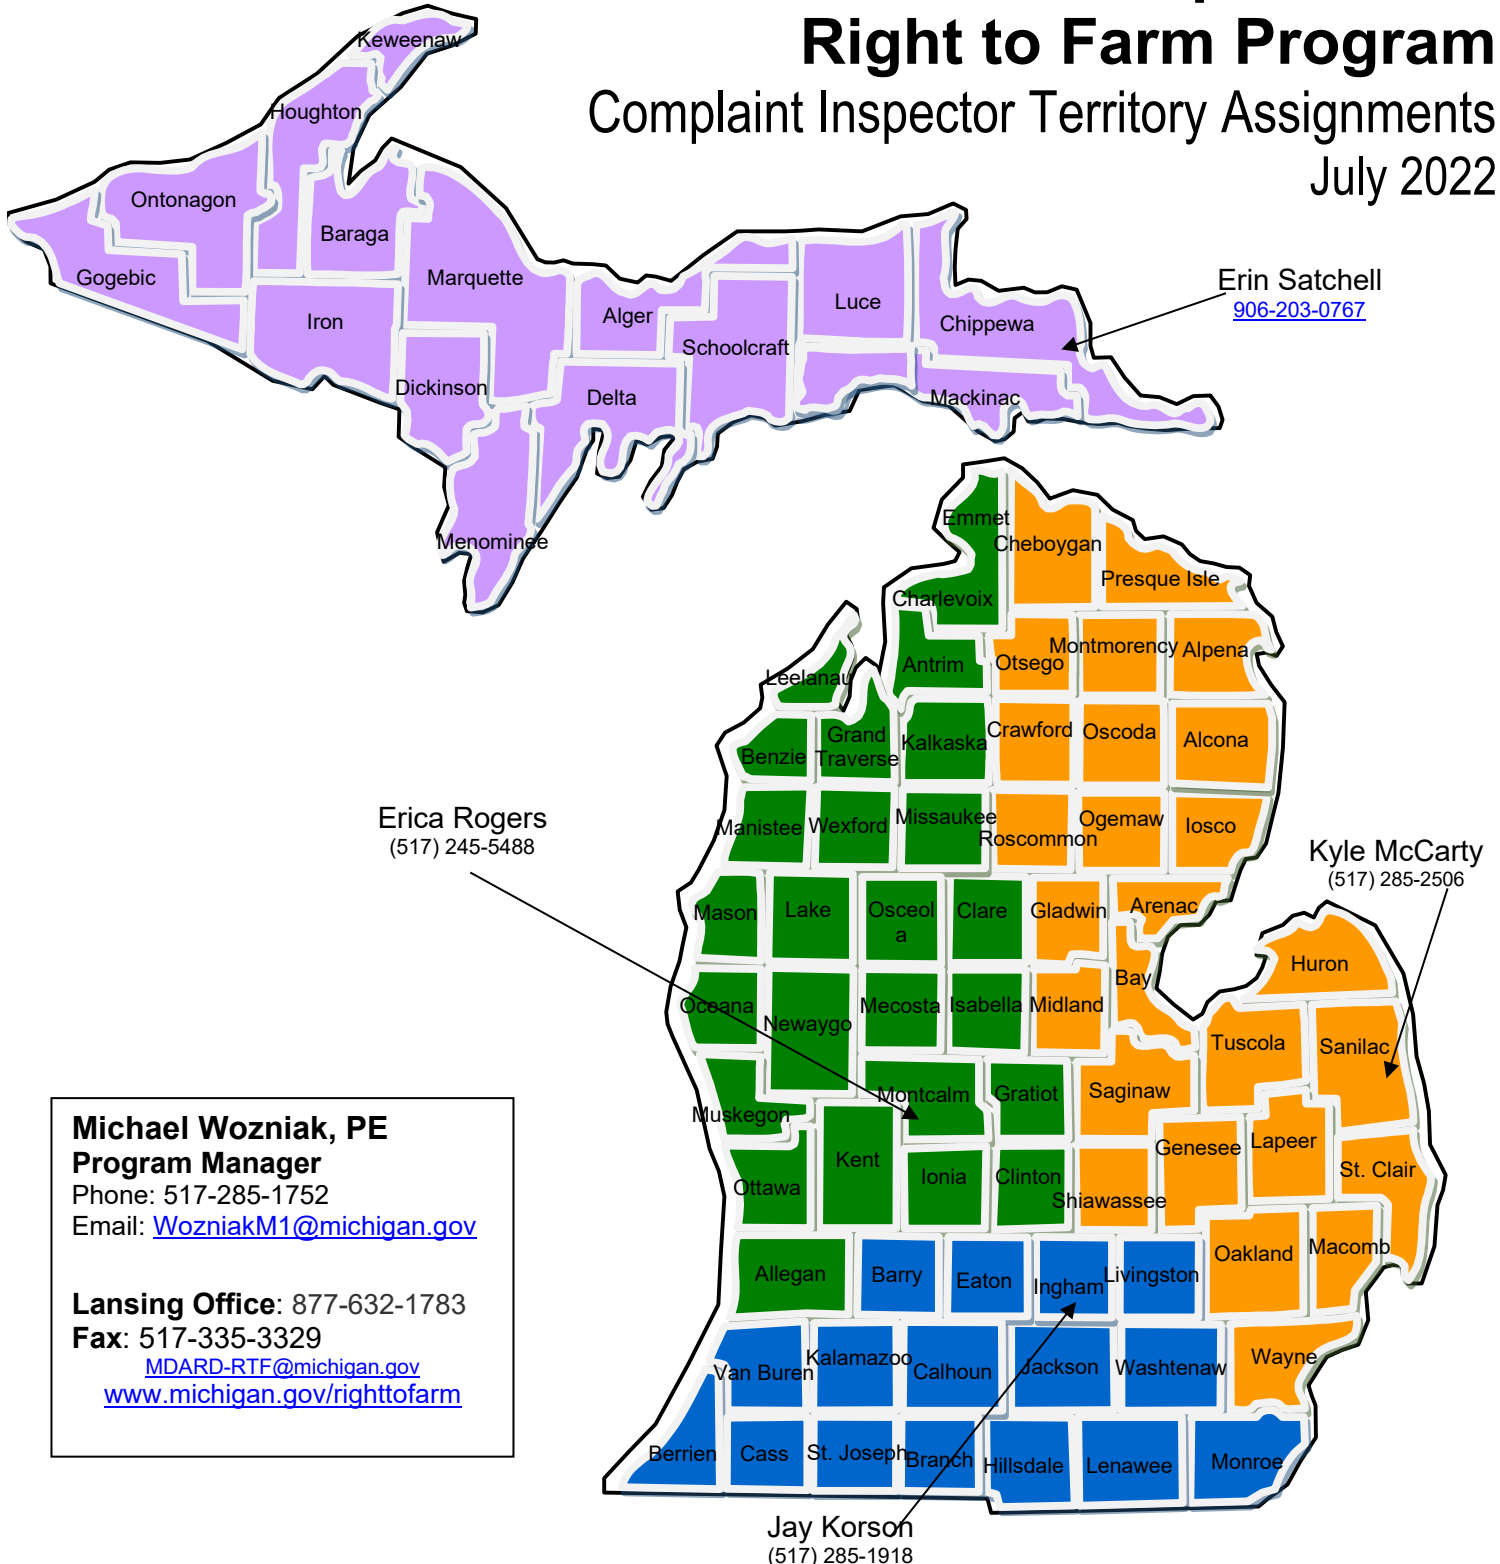 Right to Farm Program
Complaint Inspector Territory Assignments
July 2022
Keweenaw
Houghton
Ontonagon
Baraga
Gogebic
Marquette
Iron
Alger
Luce
Chippewa
Schoolcraft
Dickinson
Delta
Mackinac
Menominee
Erin Satchell
906-203-0767
Emmet
Cheboygan
Presque Isle
Charlevoix
Antrim
Otsego
Montmorency
Alpena
Leelanau
Grand
Traverse
Benzie
Kalkaska
Crawford
Oscoda
Alcona
Manistee
Wexford
Missaukee
Roscommon
Ogemaw
Iosco
Erica Rogers
(517) 245-5488
Kyle McCarty
(517) 285-2506
Mason
Lake
Osceol
a
Clare
Gladwin
Arenac
Huron
Oceana
Newaygo
Mecosta
Isabella
Midland
Bay
Tuscola
Sanilac
Muskegon
Montcalm
Gratiot
Saginaw
Genesee
Lapeer
St. Clair
Ottawa
Kent
Ionia
Clinton
Shiawassee
Oakland
Macomb
Allegan
Barry
Eaton
Ingham
Livingston
Van Buren
Kalamazoo
Calhoun
Jackson
Washtenaw
Wayne
Berrien
Cass
St. Joseph
Branch
Hillsdale
Lenawee
Monroe
Jay Korson
(517) 285-1918
Michael Wozniak, PE
Program Manager
Phone: 517-285-1752
Email: WozniakM1@michigan.gov
Lansing Office: 877-632-1783
Fax: 517-335-3329
MDARD-RTF@michigan.gov
www.michigan.gov/righttofarm